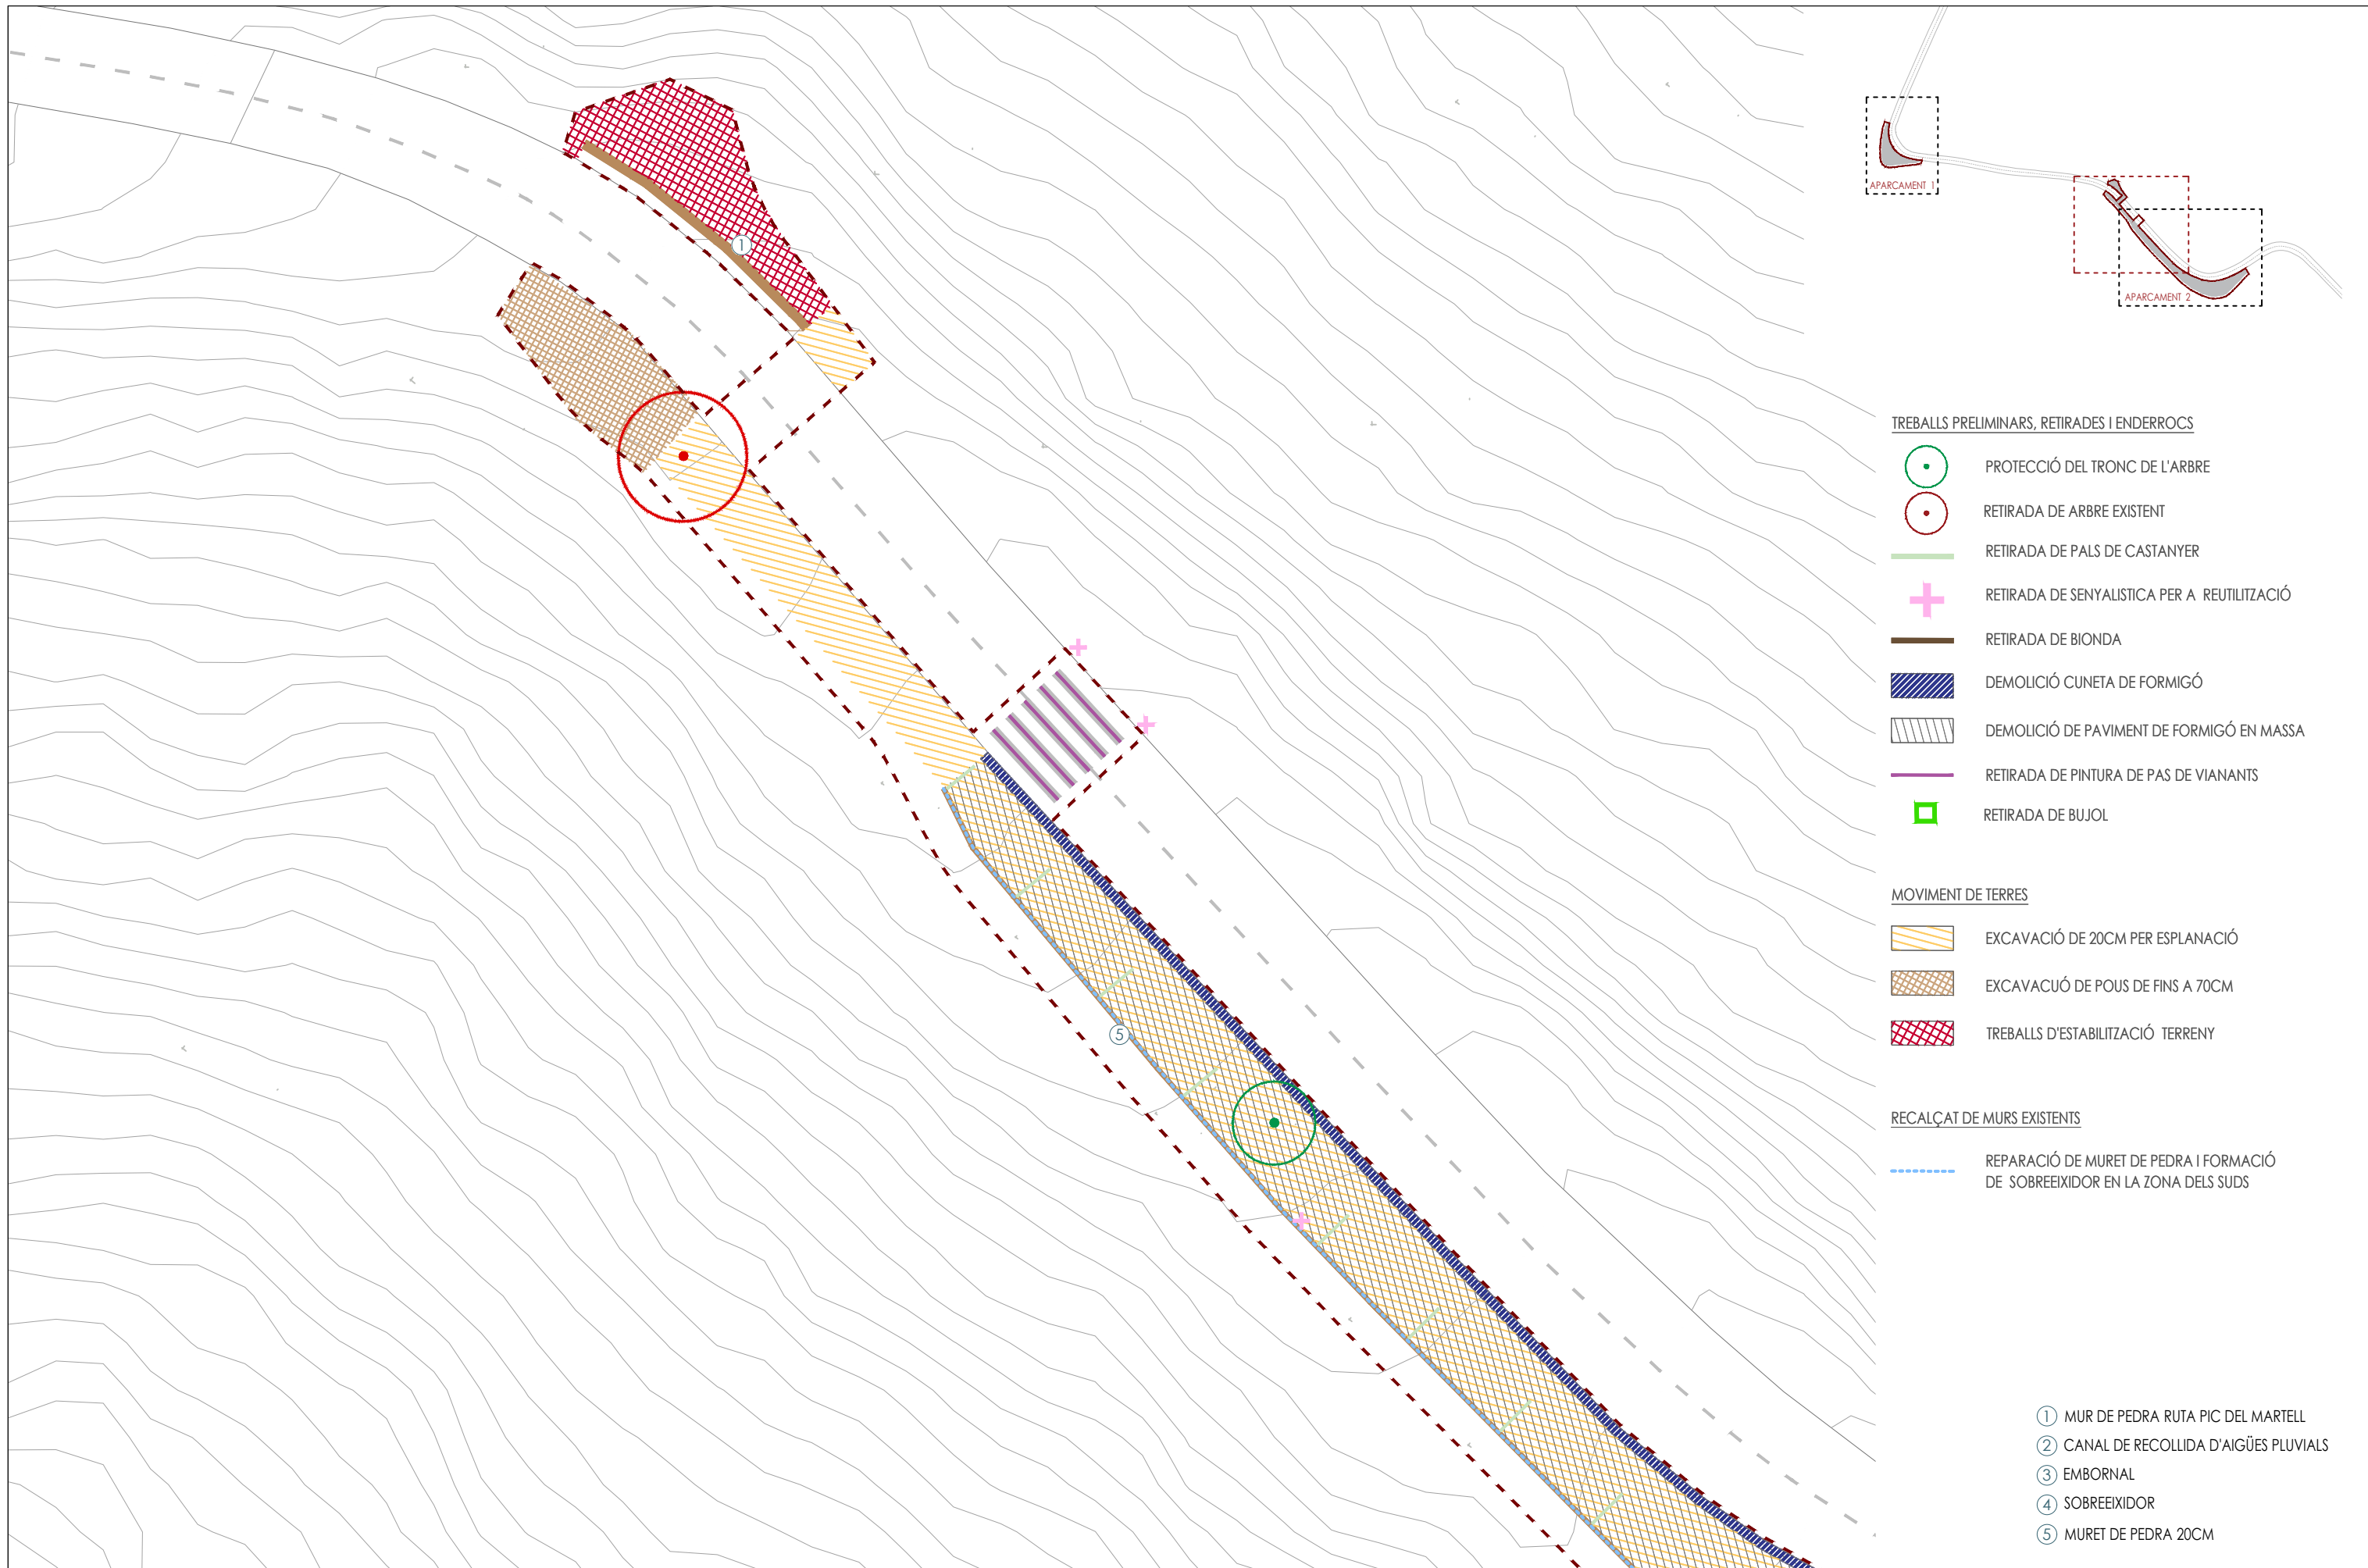 APARCAMENT 1
APARCAMENT 2
TREBALLS PRELIMINARS, RETIRADES I ENDERROCS
PROTECCIÓ DEL TRONC DE L'ARBRE
RETIRADA DE ARBRE EXISTENT
RETIRADA DE PALS DE CASTANYER
RETIRADA DE SENYALISTICA PER A REUTILITZACIÓ
RETIRADA DE BIONDA
DEMOLICIÓ CUNETA DE FORMIGÓ
DEMOLICIÓ DE PAVIMENT DE FORMIGÓ EN MASSA
RETIRADA DE PINTURA DE PAS DE VIANANTS
RETIRADA DE BUJOL
MOVIMENT DE TERRES
EXCAVACIÓ DE 20CM PER ESPLANACIÓ
EXCAVACUÓ DE POUS DE FINS A 70CM
TREBALLS D'ESTABILITZACIÓ TERRENY
RECALÇAT DE MURS EXISTENTS
REPARACIÓ DE MURET DE PEDRA I FORMACIÓ
DE SOBREEIXIDOR EN LA ZONA DELS SUDS
1
5
1 MUR DE PEDRA RUTA PIC DEL MARTELL
2 CANAL DE RECOLLIDA D'AIGÜES PLUVIALS
3 EMBORNAL
4 SOBREEIXIDOR
5 MURET DE PEDRA 20CM